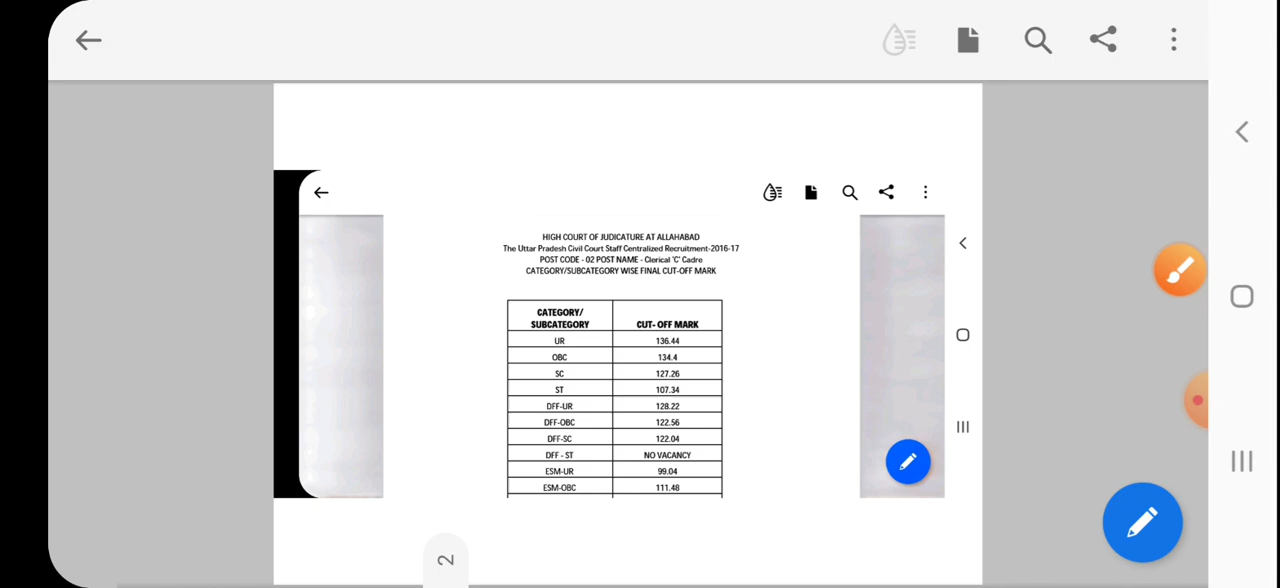 HIGH COURT OF JUDICATURE AT ALLAHABAD
The Uttar Pradesh Civil Court Staff Centralized Recruitment-2016-17
POST CODE - 02 POST NAME - Clerical 'C' Cadre
CATEGORY/SUBCATEGORY WISE FINAL CUT-OFF MARK
CATEGORY/
SUBCATEGORY CUT- OFF MARK
UR 136.44
OBC 134.4
SC 127.26
ST 107.34
DFF-UR 128.22
DFF-OBC 122.56
DFF-SC 122.04
DFF - ST NO VACANCY
ESM-UR 99.04
ESM-OBC 111.48
2